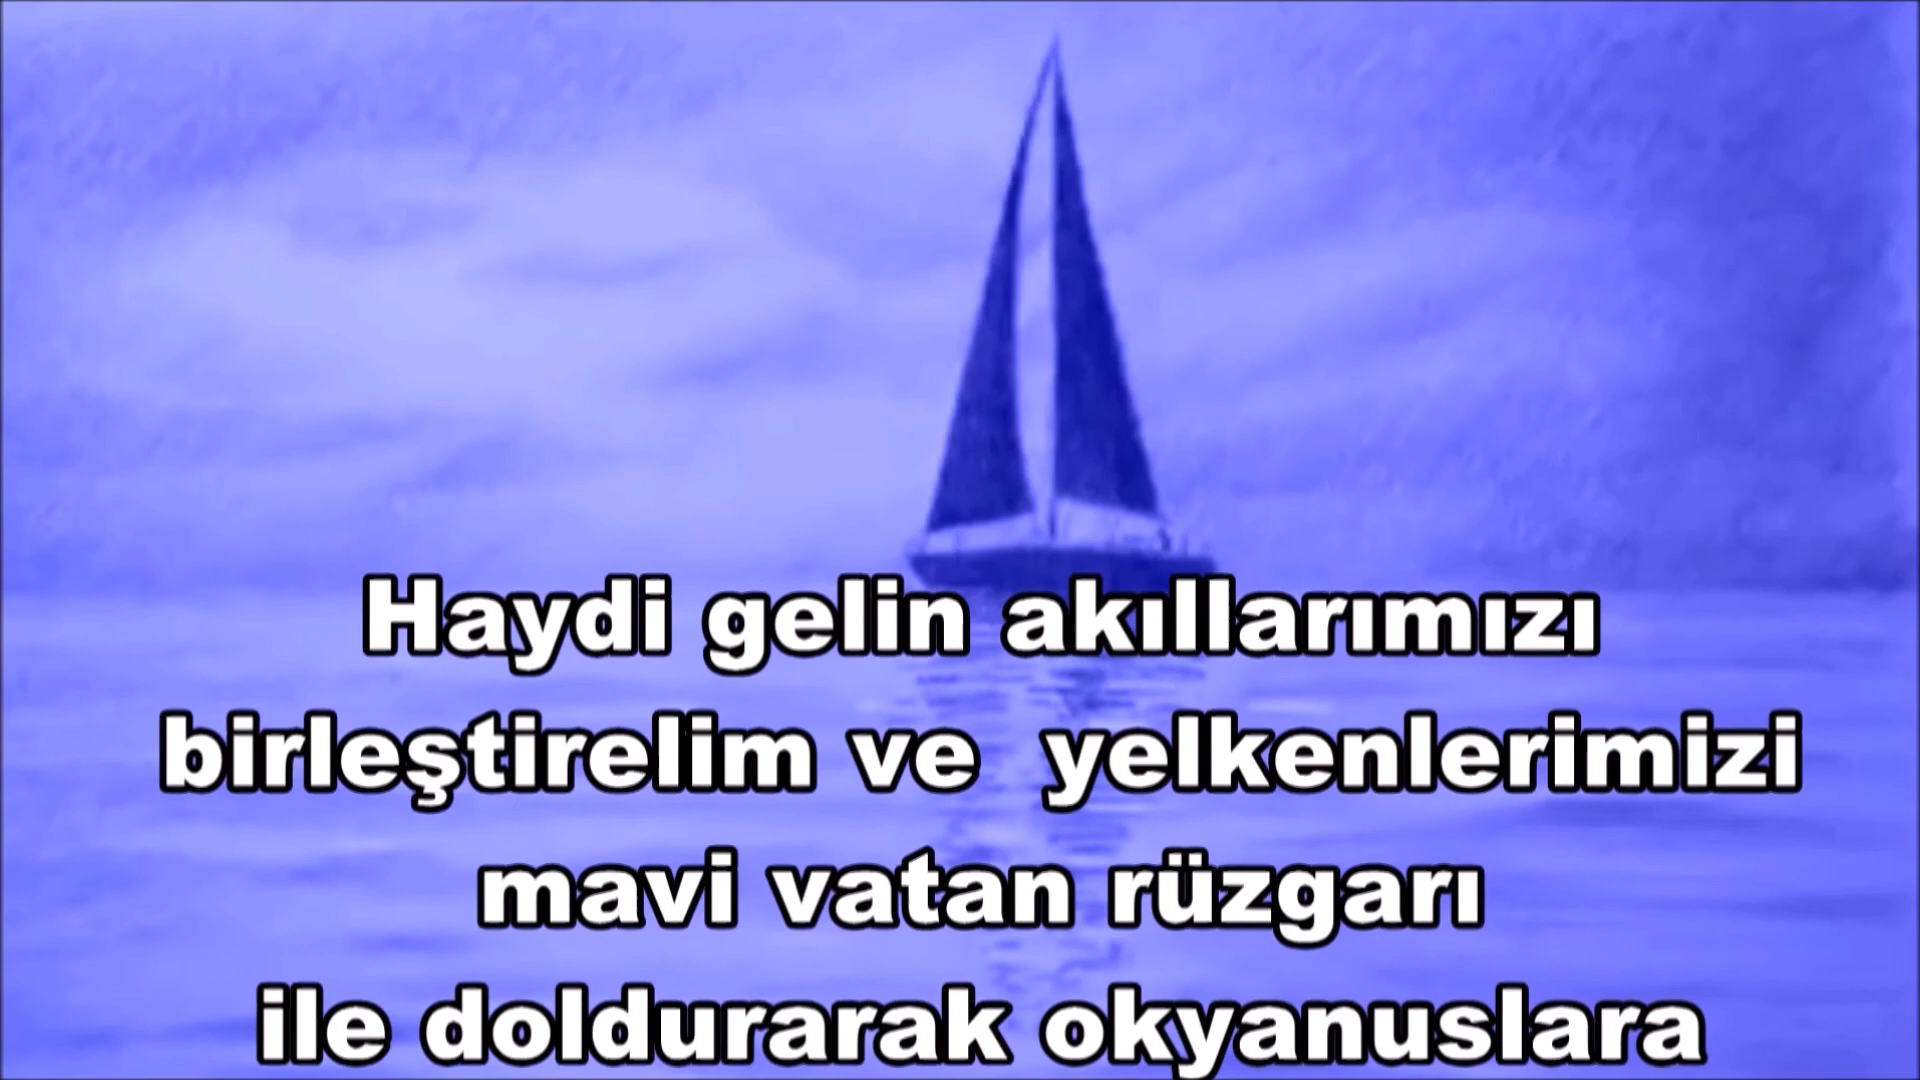 Haydi gelin akıllarımızı
birleştirelim ve yelkenlerimizi
mavi vatan rüzgarı
ile doldurarak okyanuslara